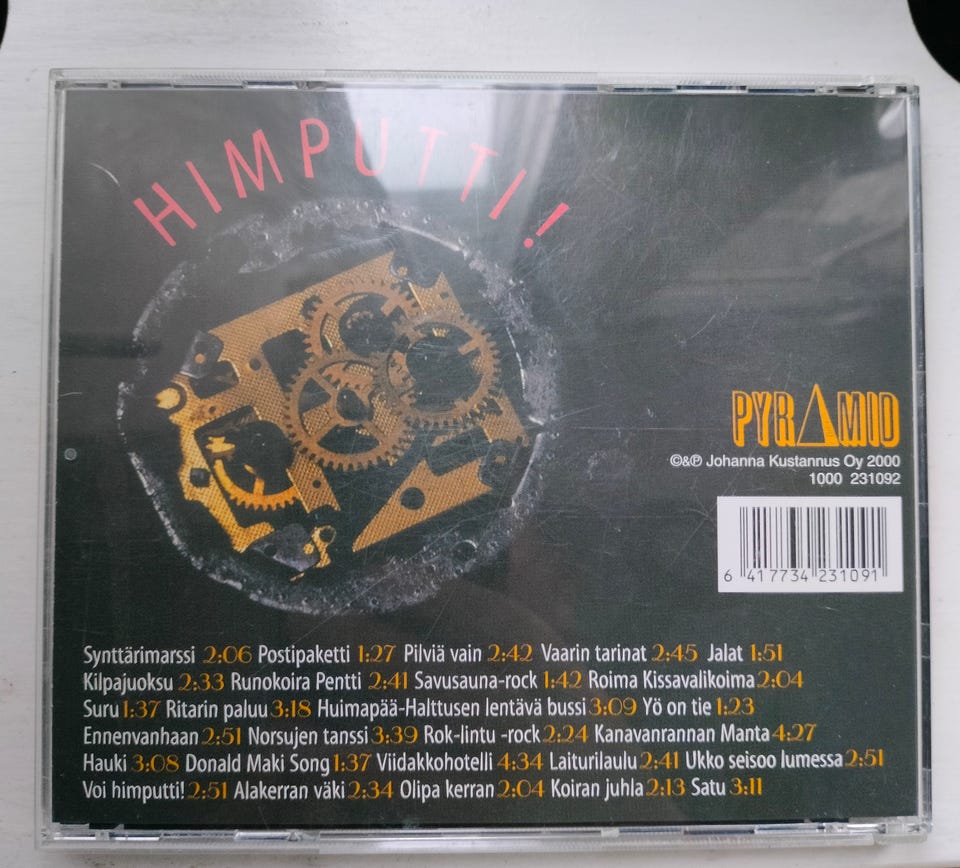 HIMPUTTI!
PYRAMID
©&℗ Johanna Kustannus Oy 2000
1000 231092
6 417734 231091
Synttärimarssi 2:06 Postipaketti 1:27 Pilviä vain 2:42 Vaarin tarinat 2:45 Jalat 1:51
Kilpajuoksu 2:33 Runokoira Pentti 2:41 Savusauna-rock 1:42 Roima Kissavalikoima 2:04
Suru 1:37 Ritarin paluu 3:18 Huimapää-Halttusen lentävä bussi 3:09 Yö on tie 1:23
Ennenvanhaan 2:51 Norsujen tanssi 3:39 Rok-lintu -rock 2:24 Kanavanrannan Manta 4:27
Hauki 3:08 Donald Maki Song 1:37 Viidakkohotelli 4:34 Laiturilaulu 2:41 Ukko seisoo lumessa 2:51
Voi himputti! 2:51 Alakerran väki 2:34 Olipa kerran 2:04 Koiran juhla 2:13 Satu 3:11